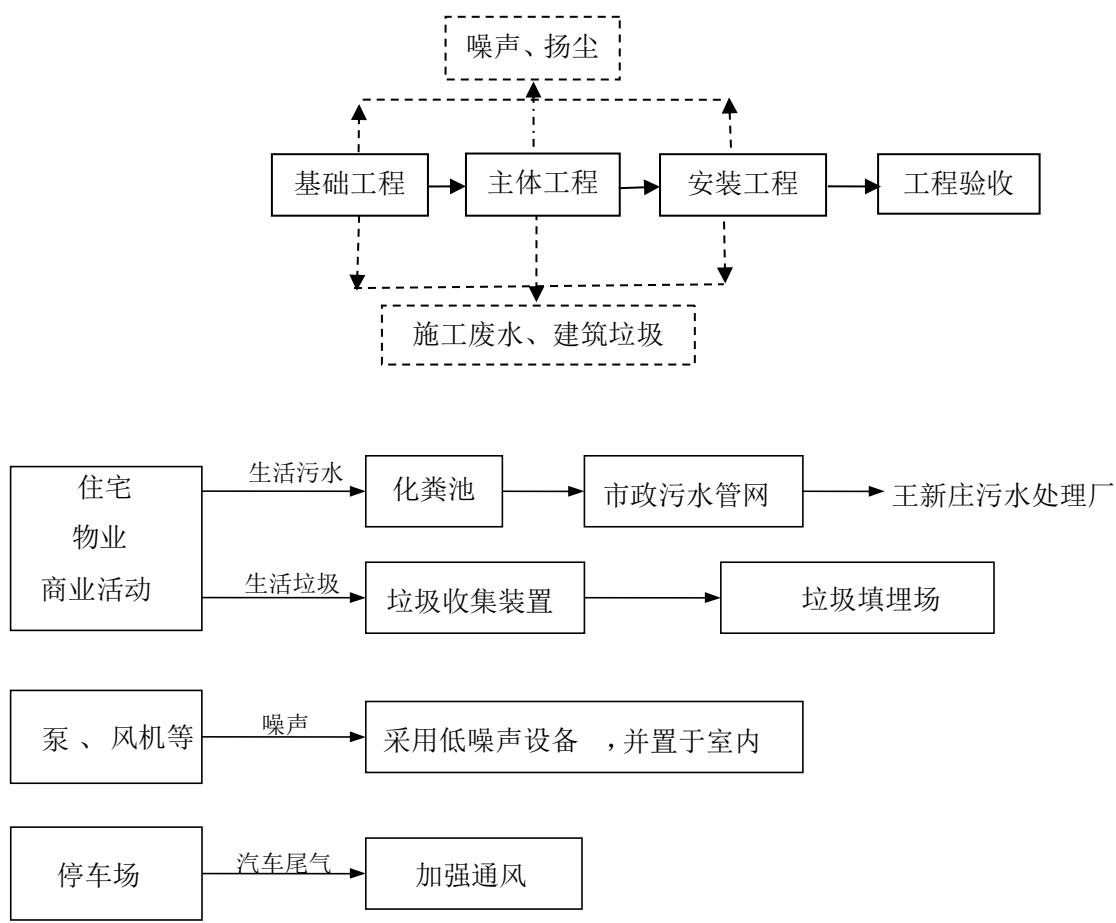 噪声、扬尘
基础工程
主体工程
安装工程
工程验收
施工废水、建筑垃圾
住宅
物业
商业活动
生活污水
化粪池
市政污水管网
王新庄污水处理厂
生活垃圾
垃圾收集装置
垃圾填埋场
泵、风机等
噪声
采用低噪声设备,并置于室内
停车场
汽车尾气
加强通风